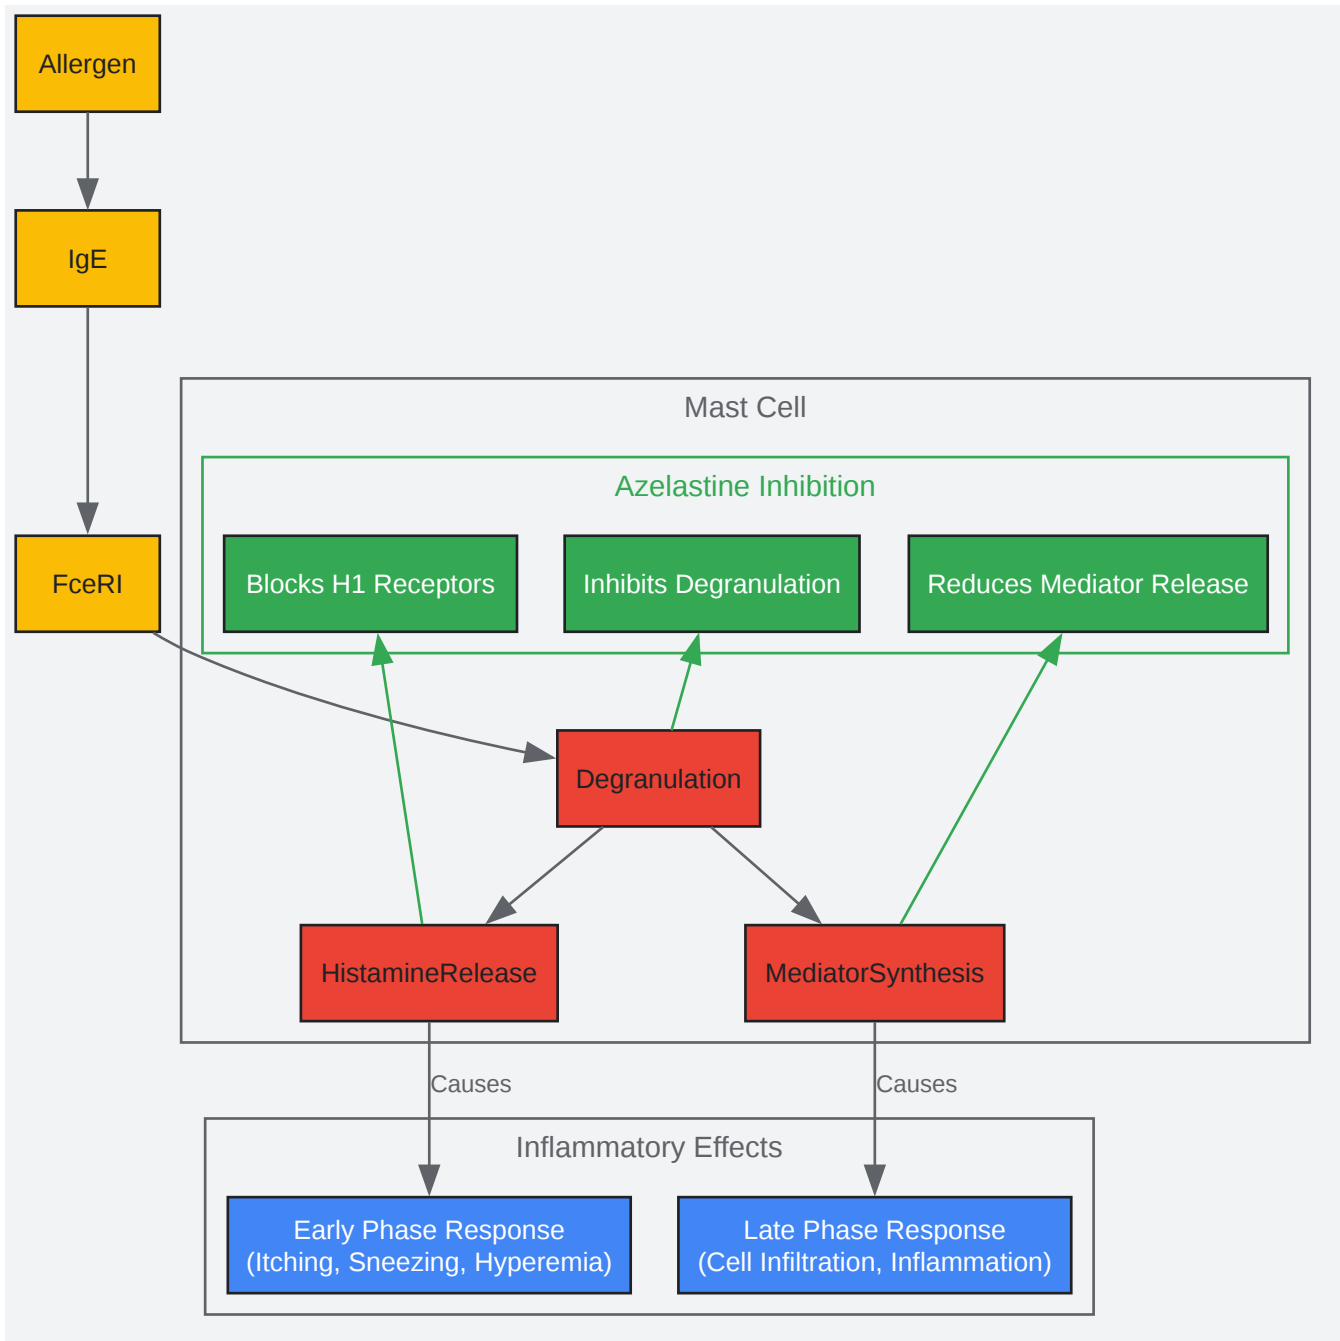 Allergen
IgE
Mast Cell
Azelastine Inhibition
FceRI
Blocks H1 Receptors
Inhibits Degranulation
Reduces Mediator Release
Degranulation
HistamineRelease
MediatorSynthesis
Causes
Causes
Inflammatory Effects
Early Phase Response
(Itching, Sneezing, Hyperemia)
Late Phase Response
(Cell Infiltration, Inflammation)